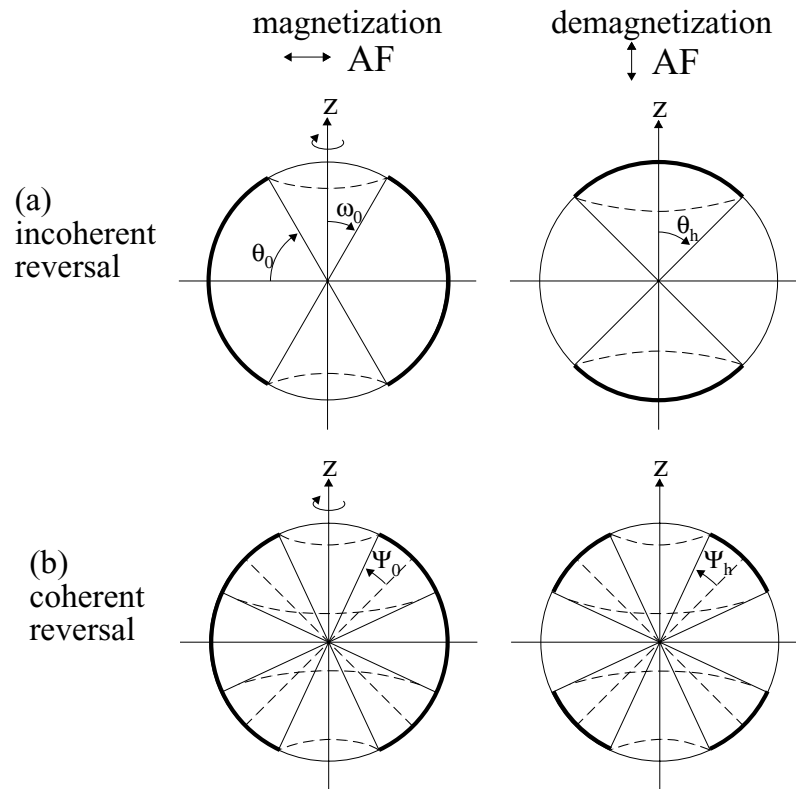 magnetization
AF
demagnetization
AF
z
z
(a)
incoherent
reversal
θ₀
ω₀
θₕ
z
z
(b)
coherent
reversal
Ψ₀
Ψₕ